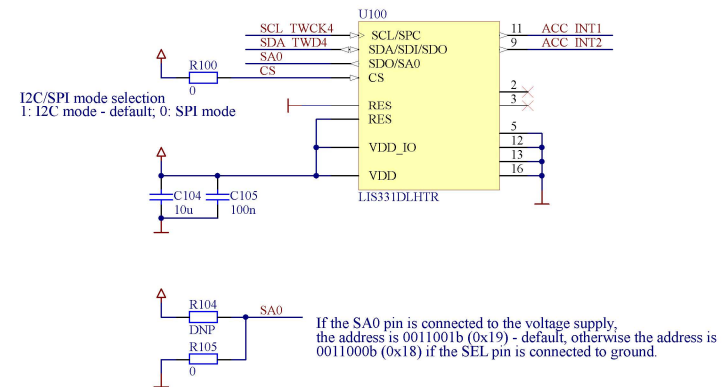 U100
SCL TWCK4
SCL/SPC
11
ACC INT1
SDA TWD4
SDA/SDI/SDO
9
ACC INT2
SA0
SDO/SA0
R100
CS
CS
0
2
I2C/SPI mode selection
RES
3
1: I2C mode - default; 0: SPI mode
RES
5
VDD_IO
12
13
VDD
16
C104
C105
LIS331DLHTR
10u
100n
R104
SA0
DNP
If the SA0 pin is connected to the voltage supply,
the address is 0011001b (0x19) - default, otherwise the address is
R105
0011000b (0x18) if the SEL pin is connected to ground.
0